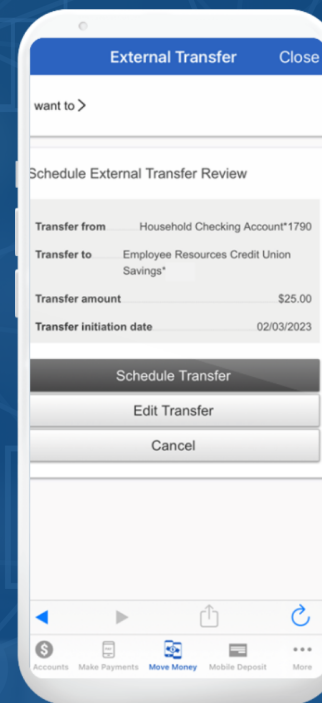 External Transfer Close
want to >
Schedule External Transfer Review
Transfer from Household Checking Account*1790
Transfer to Employee Resources Credit Union
Savings*
Transfer amount $25.00
Transfer initiation date 02/03/2023
Schedule Transfer
Edit Transfer
Cancel
Accounts Make Payments Move Money Mobile Deposit More